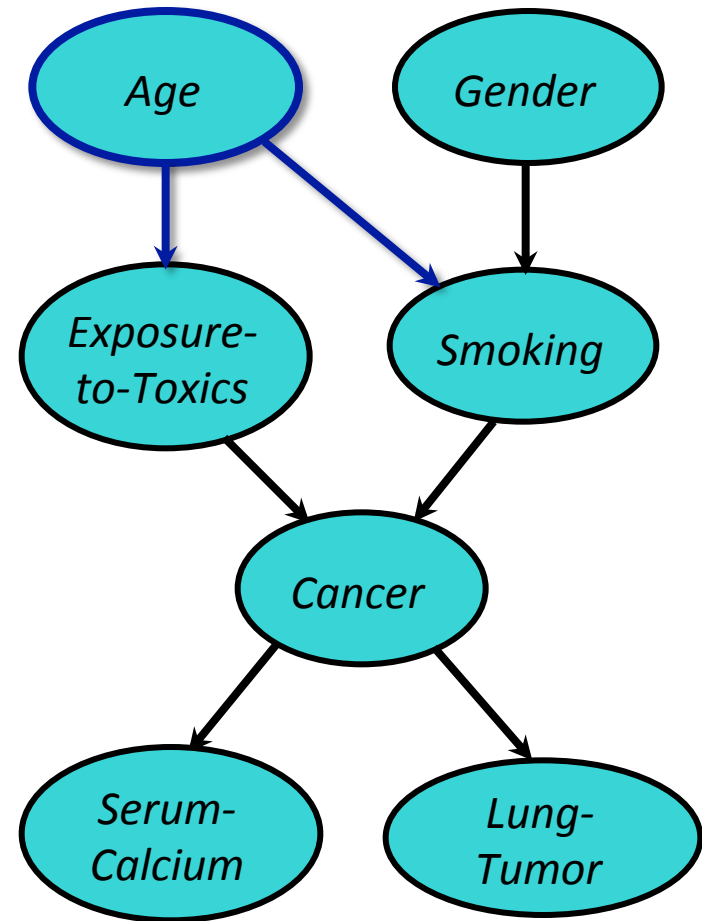 Age
Gender
Exposure-
to-Toxics
Smoking
Cancer
Serum-
Calcium
Lung-
Tumor